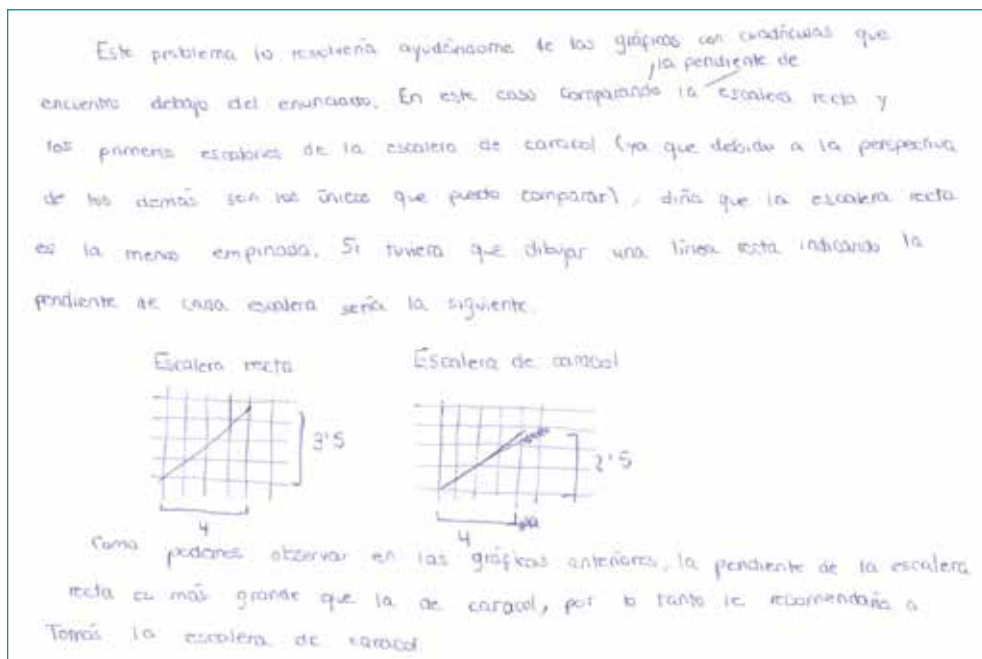 Este problema lo resolvería ayudándome de los gráficos con cuadrículas que
la pendiente de
encuentro debajo del enunciado. En este caso comparando la escalera recta y
los primeros escalones de la escalera de caracol (ya que debido a la perspectiva
de los demás son los únicos que puedo comparar), diría que la escalera recta
es la menos empinada. Si tuviera que dibujar una línea recta indicando la
pendiente de cada escalera sería la siguiente.
Escalera recta
Escalera de caracol
3'5
2'5
4
4
Como podemos observar en las gráficas anteriores, la pendiente de la escalera
recta es más grande que la de caracol, por lo tanto le recomendaría a
Tomás la escalera de caracol.